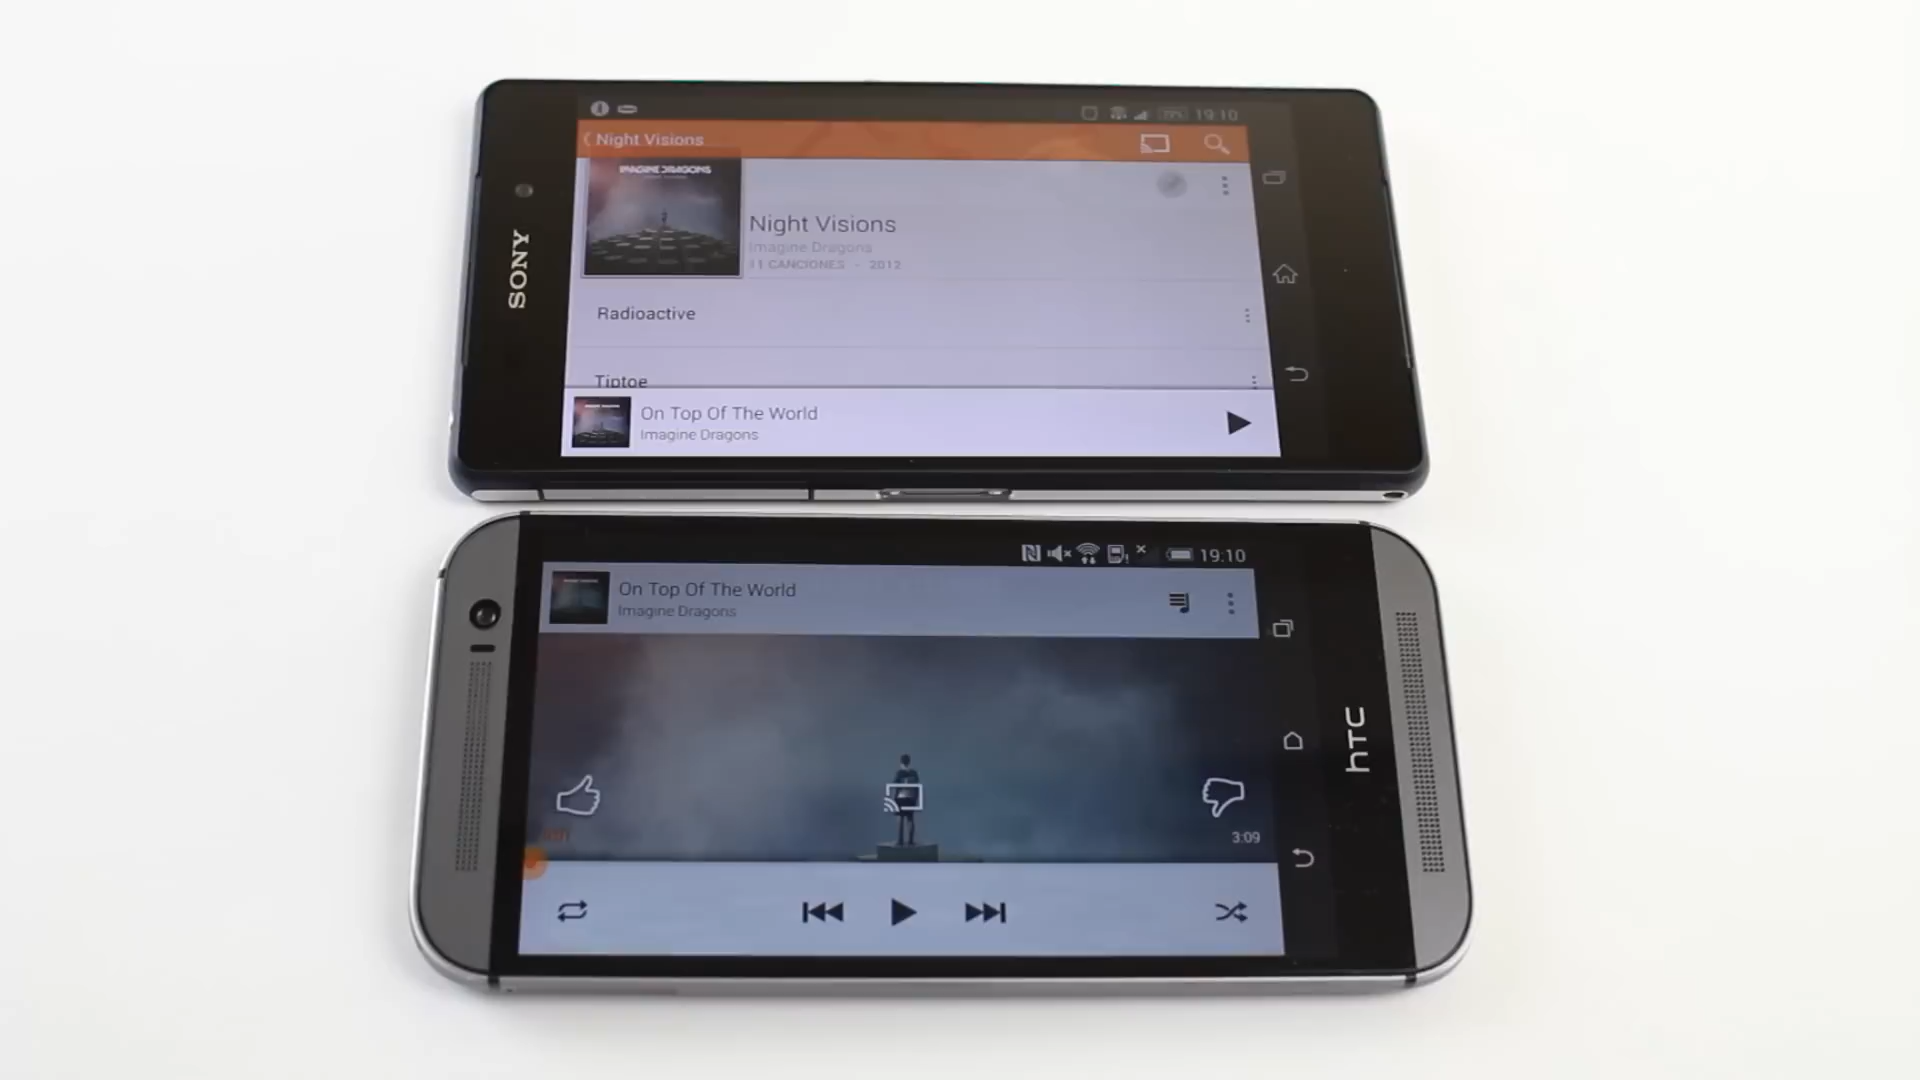 19:10
Night Visions
IMAGINE DRAGONS
Night Visions
Imagine Dragons
11 CANCIONES - 2012
SONY
Radioactive
Tiptoe
On Top Of The World
Imagine Dragons
19:10
On Top Of The World
Imagine Dragons
hTC
3:09